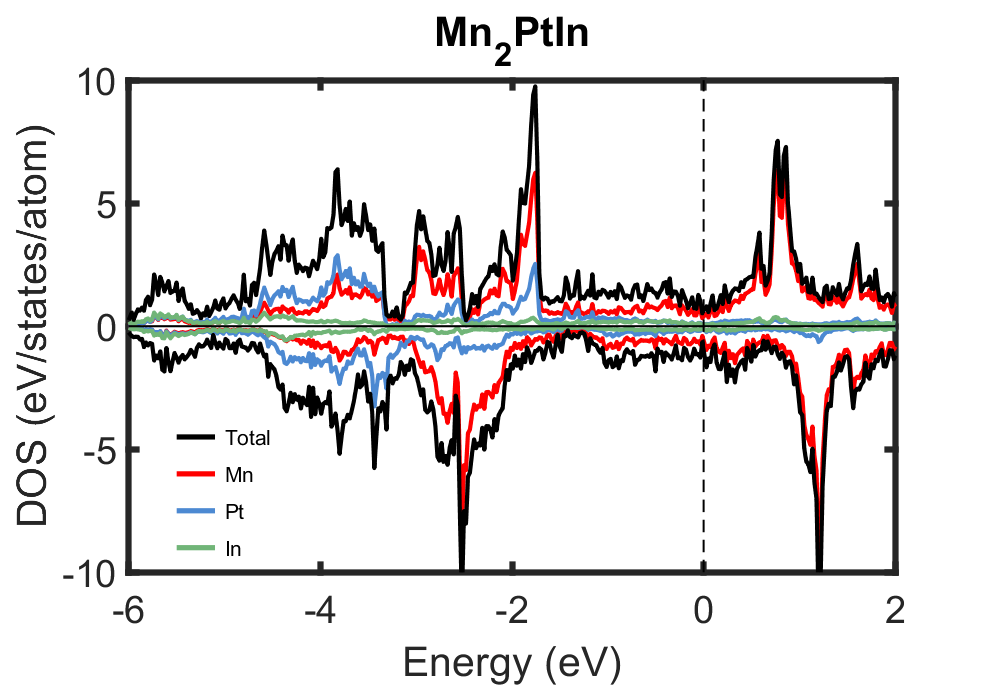 Mn2PtIn
DOS (eV/states/atom)
10
5
0
-5
-10
Total
Mn
Pt
In
-6 -4 -2 0 2
Energy (eV)